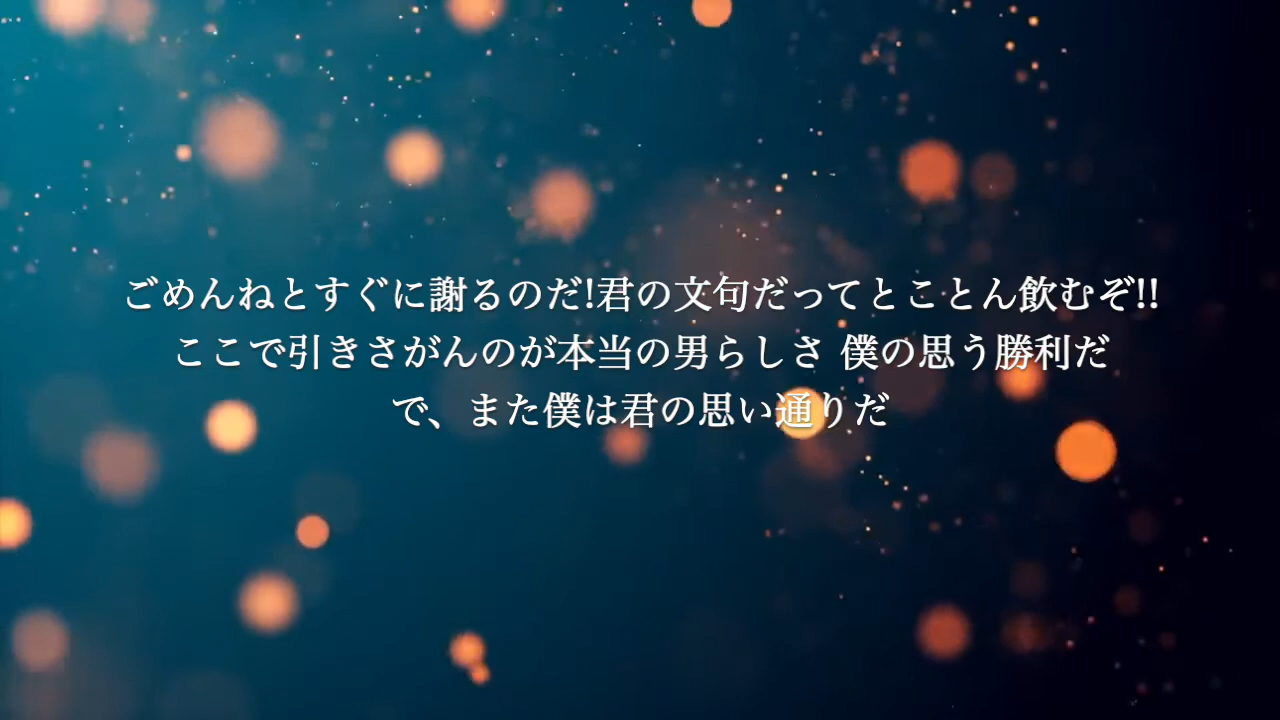 ごめんねとすぐに謝るのだ!君の文句だってとことん飲むぞ!!
ここで引きさがんのが本当の男らしさ 僕の思う勝利だ
で、また僕は君の思い通りだ